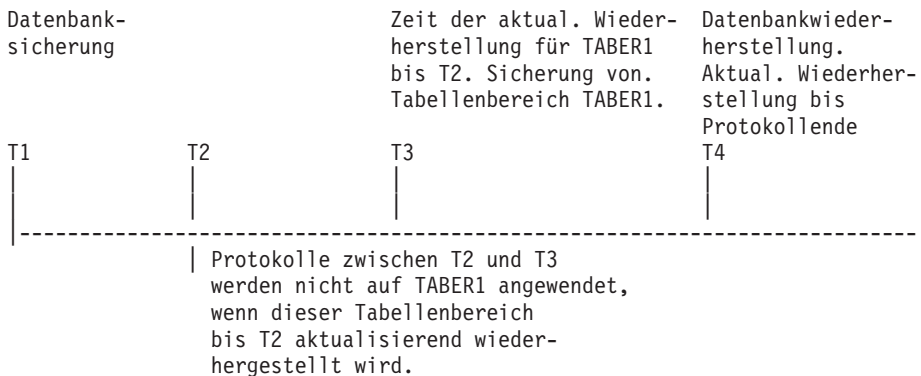 Datenbank-
sicherung
Zeit der aktual. Wieder-
herstellung für TABER1
bis T2. Sicherung von.
Tabellenbereich TABER1.
Datenbankwieder-
herstellung.
Aktual. Wiederher-
stellung bis
Protokollende
T1 T2 T3 T4
Protokolle zwischen T2 und T3
werden nicht auf TABER1 angewendet,
wenn dieser Tabellenbereich
bis T2 aktualisierend wieder-
hergestellt wird.